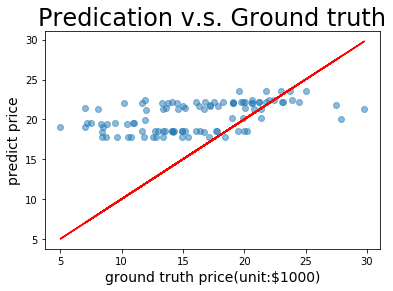 Predication v.s. Ground truth
30
25
20
15
10
5
predict price
5 10 15 20 25 30
ground truth price(unit:$1000)